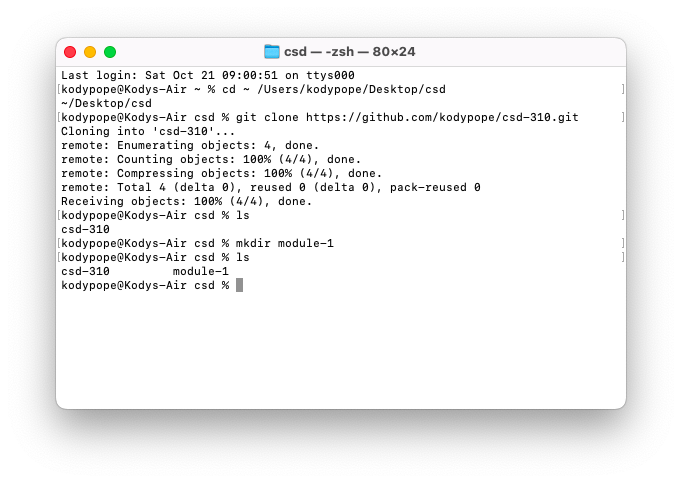 csd — -zsh — 80×24
Last login: Sat Oct 21 09:00:51 on ttys000
[kodypope@Kodys-Air ~ % cd ~ /Users/kodypope/Desktop/csd ]
~/Desktop/csd
[kodypope@Kodys-Air csd % git clone https://github.com/kodypope/csd-310.git ]
Cloning into 'csd-310'...
remote: Enumerating objects: 4, done.
remote: Counting objects: 100% (4/4), done.
remote: Compressing objects: 100% (4/4), done.
remote: Total 4 (delta 0), reused 0 (delta 0), pack-reused 0
Receiving objects: 100% (4/4), done.
[kodypope@Kodys-Air csd % ls ]
csd-310
[kodypope@Kodys-Air csd % mkdir module-1 ]
[kodypope@Kodys-Air csd % ls ]
csd-310 module-1
kodypope@Kodys-Air csd %